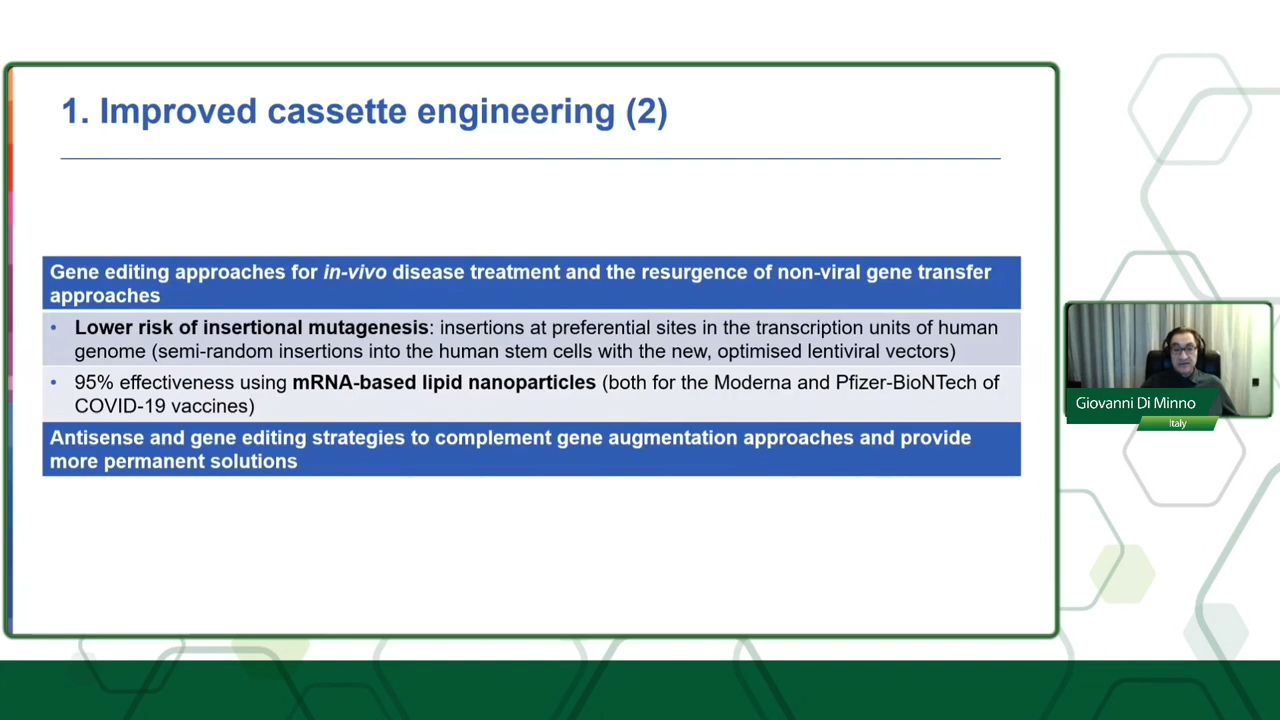 1. Improved cassette engineering (2)
Gene editing approaches for in-vivo disease treatment and the resurgence of non-viral gene transfer
approaches
• Lower risk of insertional mutagenesis: insertions at preferential sites in the transcription units of human
genome (semi-random insertions into the human stem cells with the new, optimised lentiviral vectors)
• 95% effectiveness using mRNA-based lipid nanoparticles (both for the Moderna and Pfizer-BioNTech of
COVID-19 vaccines)
Antisense and gene editing strategies to complement gene augmentation approaches and provide
more permanent solutions
Giovanni Di Minno
Italy